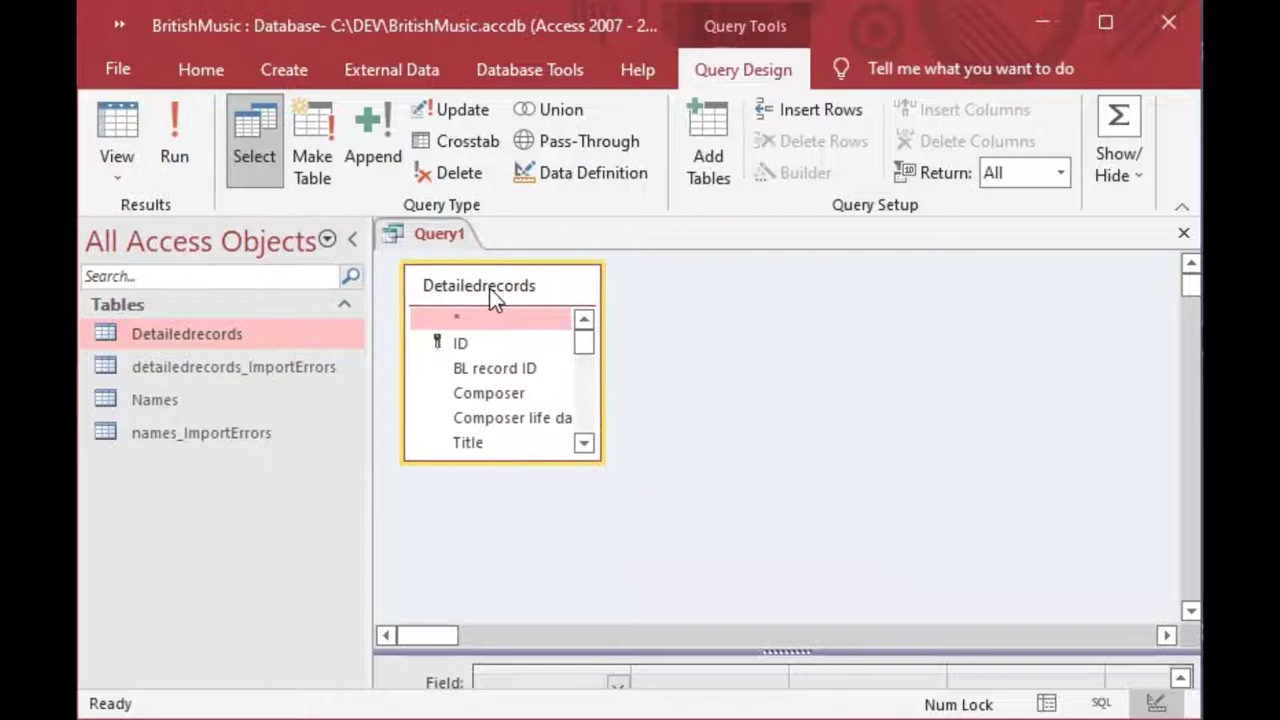 BritishMusic : Database- C:\DEV\BritishMusic.accdb (Access 2007 - 2...
Query Tools
File
Home
Create
External Data
Database Tools
Help
Query Design
Tell me what you want to do
View
Run
Results
Select
Make
Table
Append
Update
Crosstab
Delete
Union
Pass-Through
Data Definition
Query Type
Add
Tables
Insert Rows
Delete Rows
Builder
Insert Columns
Delete Columns
Return: All
Query Setup
Σ
Show/
Hide
All Access Objects
Search...
Tables
Detailedrecords
detailedrecords_ImportErrors
Names
names_ImportErrors
Query1
Detailedrecords
*
ID
BL record ID
Composer
Composer life da
Title
Field:
Ready
Num Lock
SQL